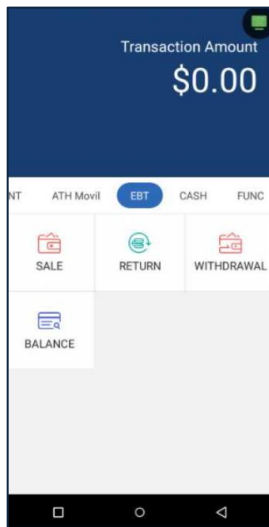 Transaction Amount
$0.00
NT ATH Movil EBT CASH FUNC
SALE RETURN WITHDRAWAL
BALANCE